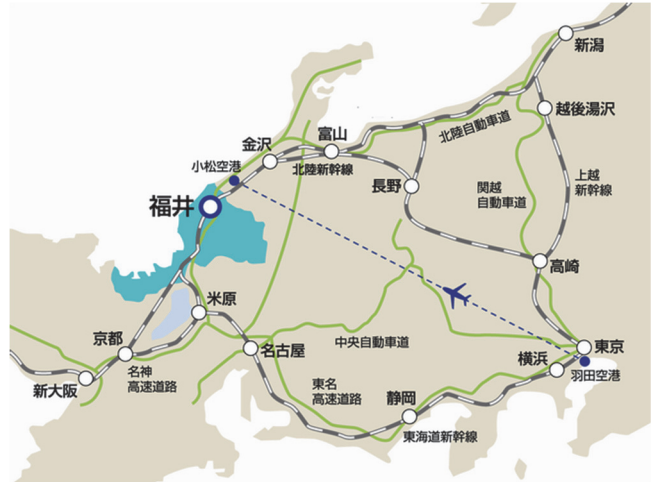 新潟
越後湯沢
北陸自動車道
富山
金沢
小松空港
北陸新幹線
長野
関越
自動車道
上越
新幹線
福井
高崎
米原
京都
名古屋
中央自動車道
東京
横浜
羽田空港
新大阪
名神
高速道路
東名
高速道路
静岡
東海道新幹線